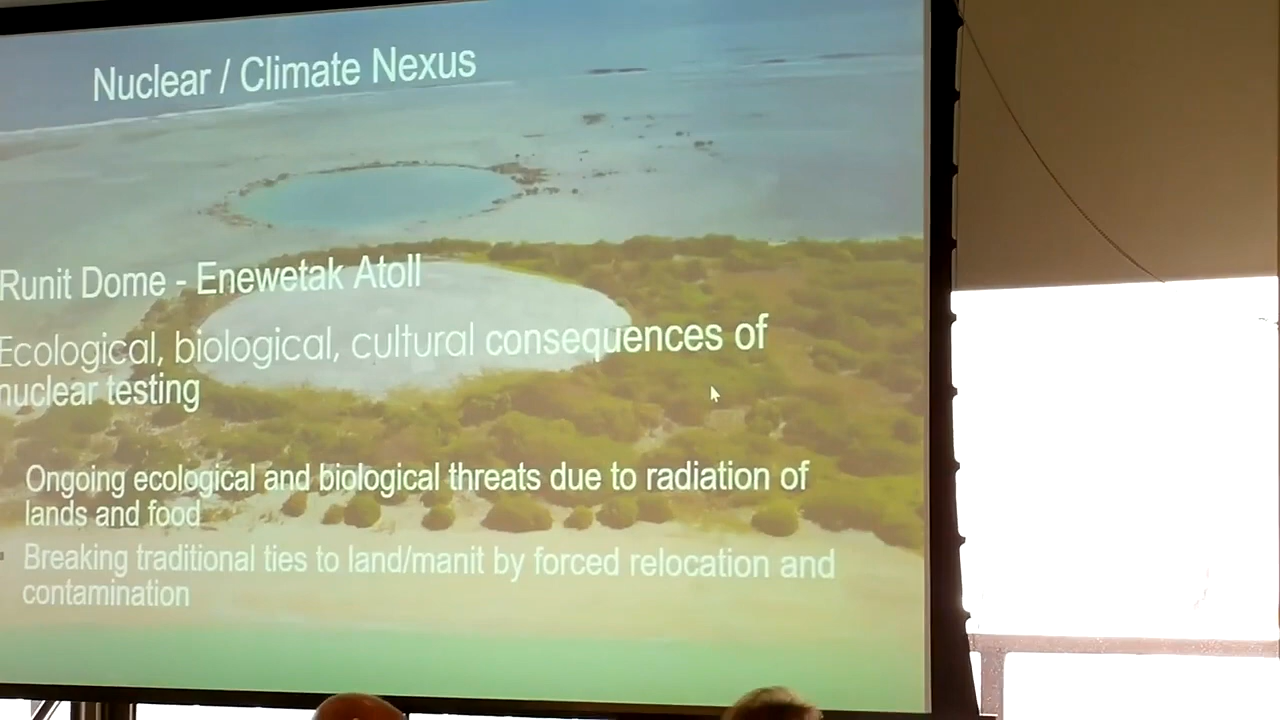 Nuclear / Climate Nexus
Runit Dome - Enewetak Atoll
Ecological, biological, cultural consequences of
nuclear testing
Ongoing ecological and biological threats due to radiation of
lands and food
Breaking traditional ties to land/manit by forced relocation and
contamination